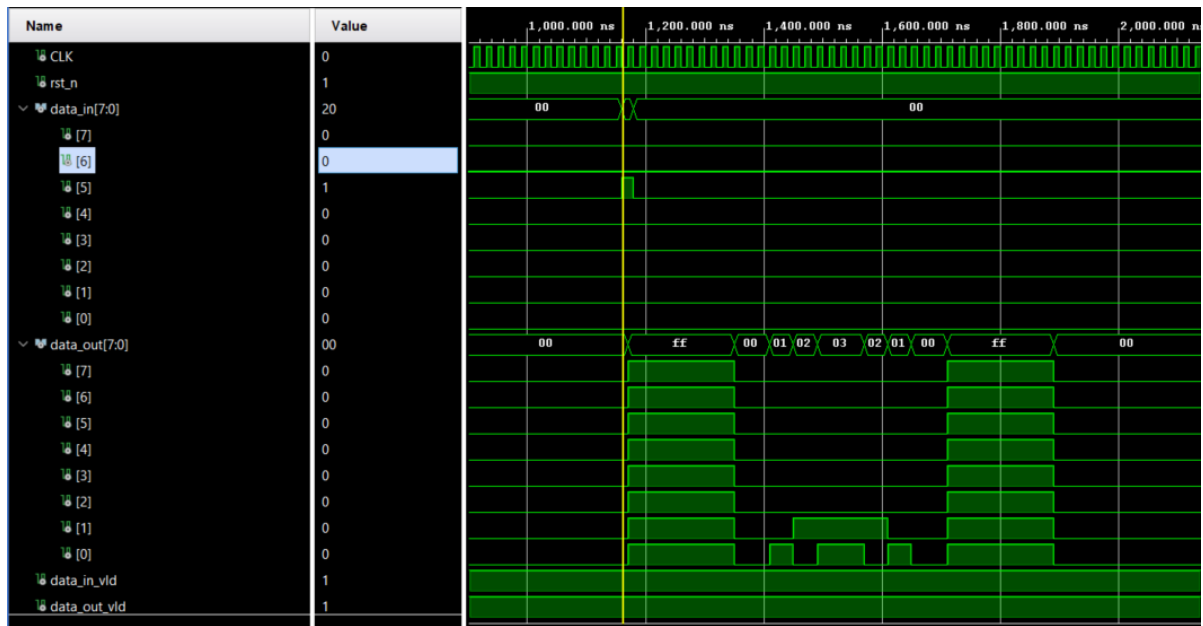 Name Value 1,000.000 ns 1,200.000 ns 1,400.000 ns 1,600.000 ns 1,800.000 ns 2,000.000 n
CLK 0
rst_n 1
data_in[7:0] 20 00 00
[7] 0
[6] 0
[5] 1
[4] 0
[3] 0
[2] 0
[1] 0
[0] 0
data_out[7:0] 00 00 ff 00 01 02 03 02 01 00 ff 00
[7] 0
[6] 0
[5] 0
[4] 0
[3] 0
[2] 0
[1] 0
[0] 0
data_in_vld 1
data_out_vld 1